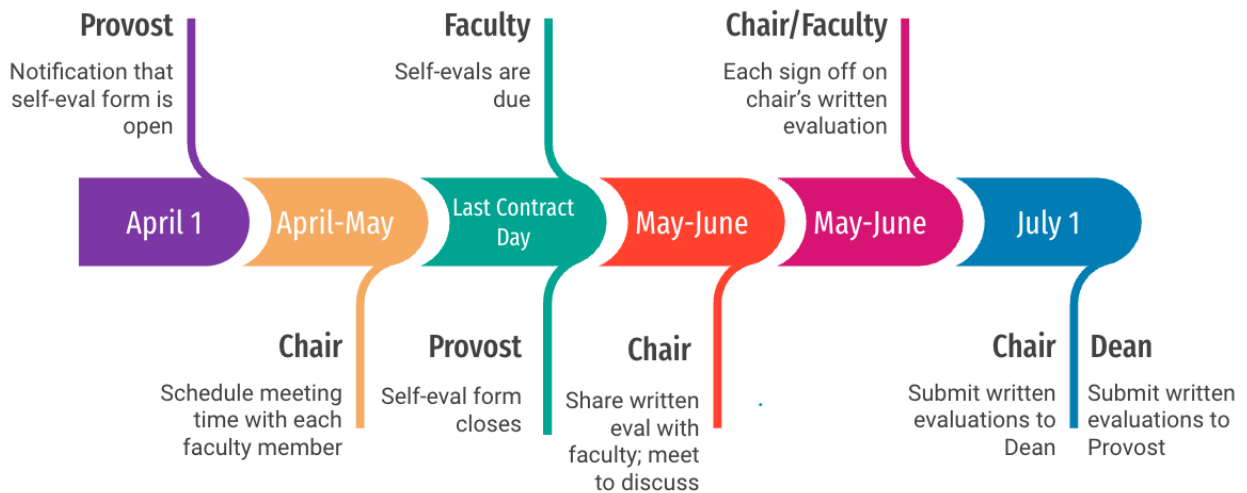 Provost
Notification that
self-eval form is
open
Faculty
Self-evals are
due
Chair/Faculty
Each sign off on
chair's written
evaluation
April 1
April-May
Last Contract
Day
May-June
May-June
July 1
Chair
Schedule meeting
time with each
faculty member
Provost
Self-eval form
closes
Chair
Share written
eval with
faculty; meet
to discuss
Chair
Submit written
evaluations to
Dean
Dean
Submit written
evaluations to
Provost